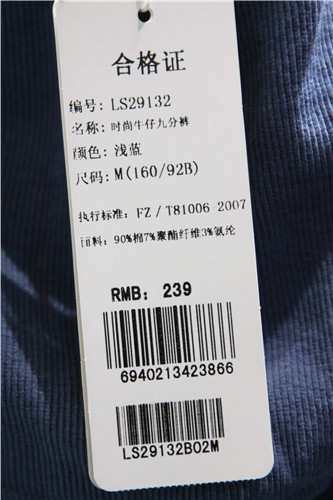 合格证
编号: LS29132
名称: 时尚牛仔九分裤
颜色: 浅蓝
尺码: M(160/92B)
执行标准: FZ/T81006-2007
面料: 90%棉7%聚酯纤维3%氨纶
RMB: 239
6940213423866
LS29132B02M